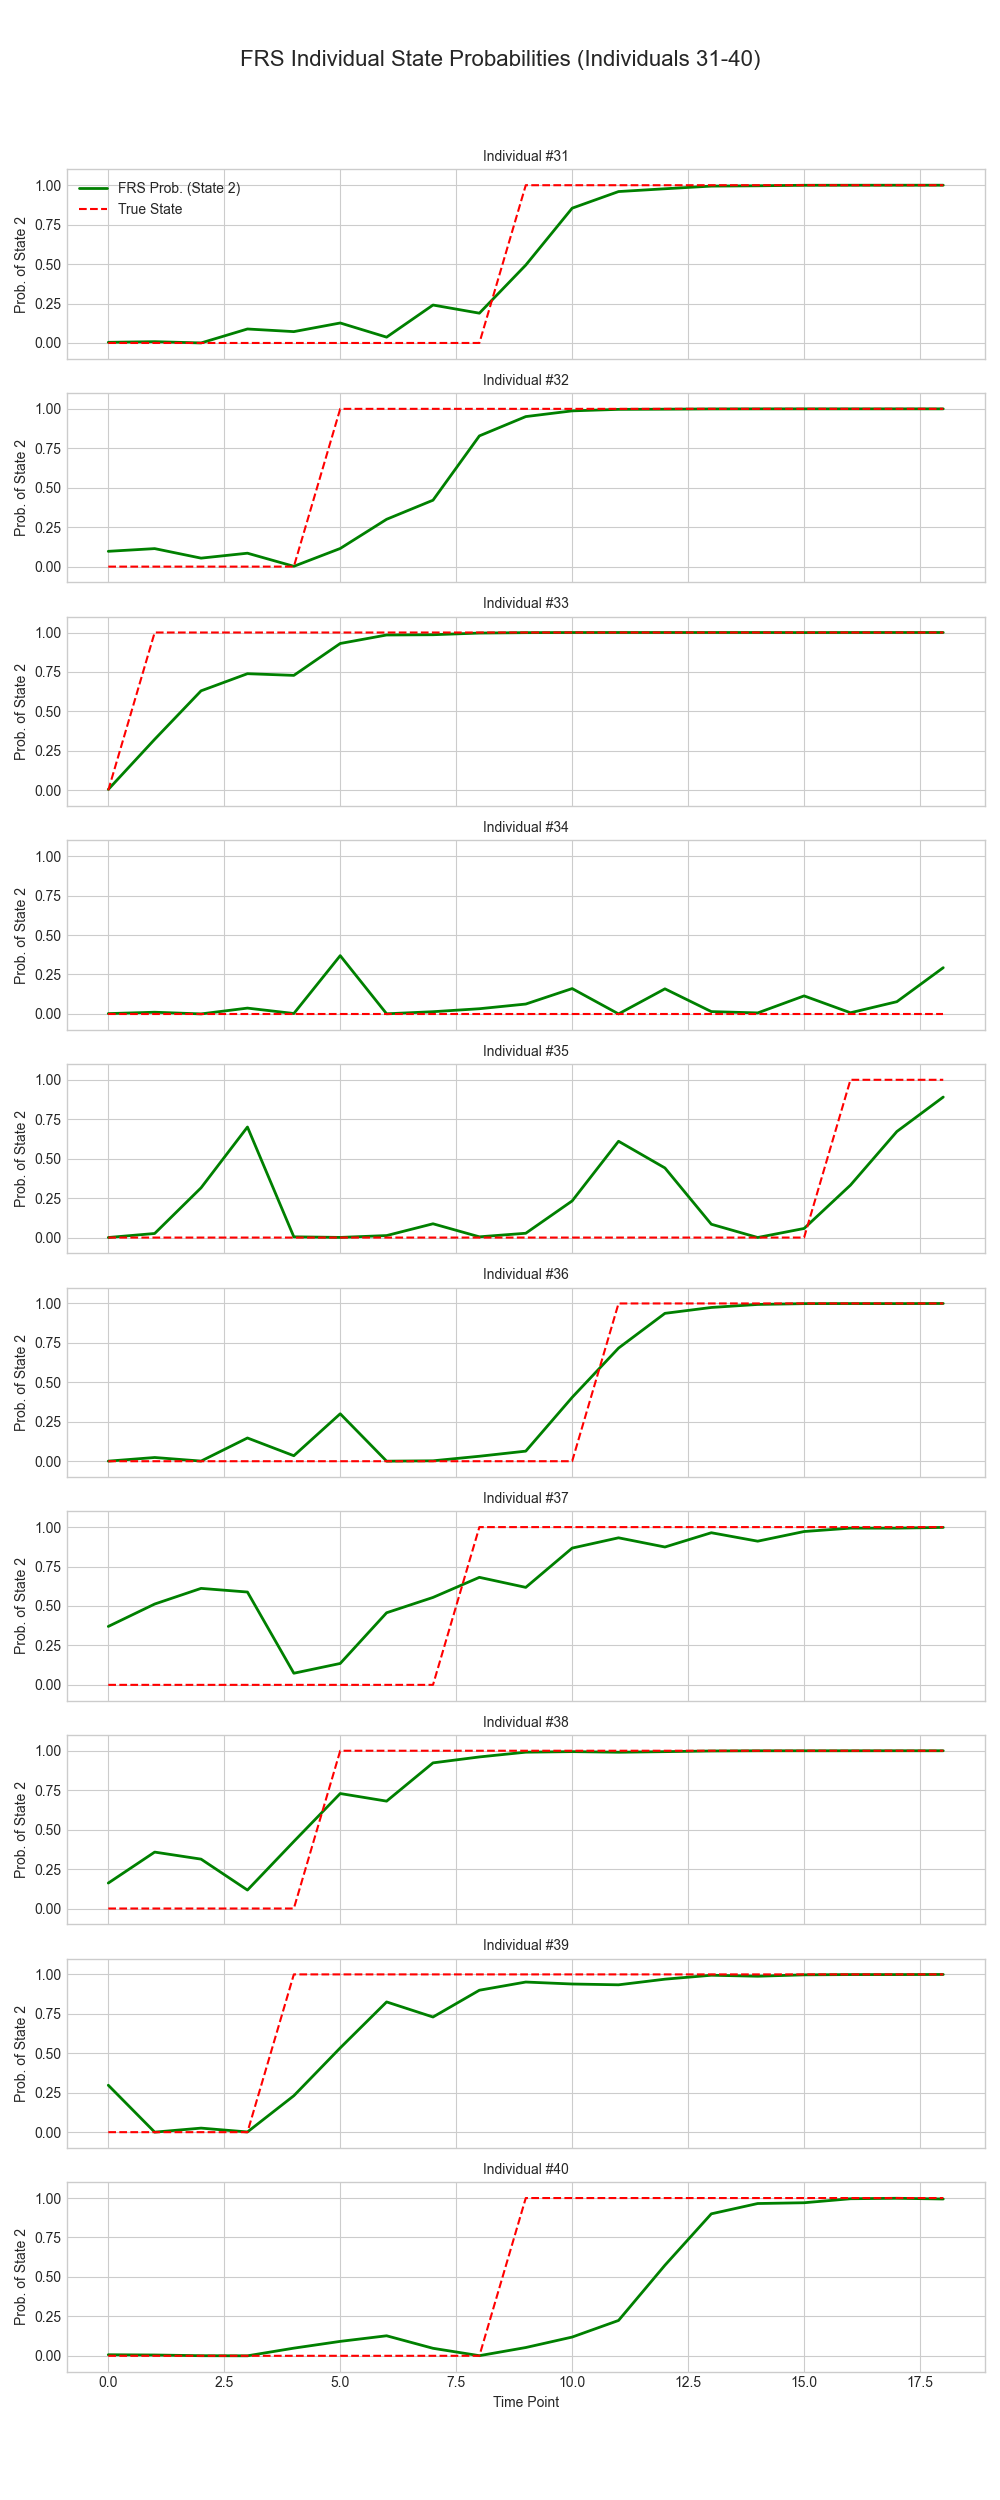 FRS Individual State Probabilities (Individuals 31-40)
Individual #31
FRS Prob. (State 2)
True State
1.00
0.75
0.50
0.25
0.00
Prob. of State 2
Individual #32
1.00
0.75
0.50
0.25
0.00
Prob. of State 2
Individual #33
1.00
0.75
0.50
0.25
0.00
Prob. of State 2
Individual #34
1.00
0.75
0.50
0.25
0.00
Prob. of State 2
Individual #35
1.00
0.75
0.50
0.25
0.00
Prob. of State 2
Individual #36
1.00
0.75
0.50
0.25
0.00
Prob. of State 2
Individual #37
1.00
0.75
0.50
0.25
0.00
Prob. of State 2
Individual #38
1.00
0.75
0.50
0.25
0.00
Prob. of State 2
Individual #39
1.00
0.75
0.50
0.25
0.00
Prob. of State 2
Individual #40
1.00
0.75
0.50
0.25
0.00
Prob. of State 2
0.0 2.5 5.0 7.5 10.0 12.5 15.0 17.5
Time Point